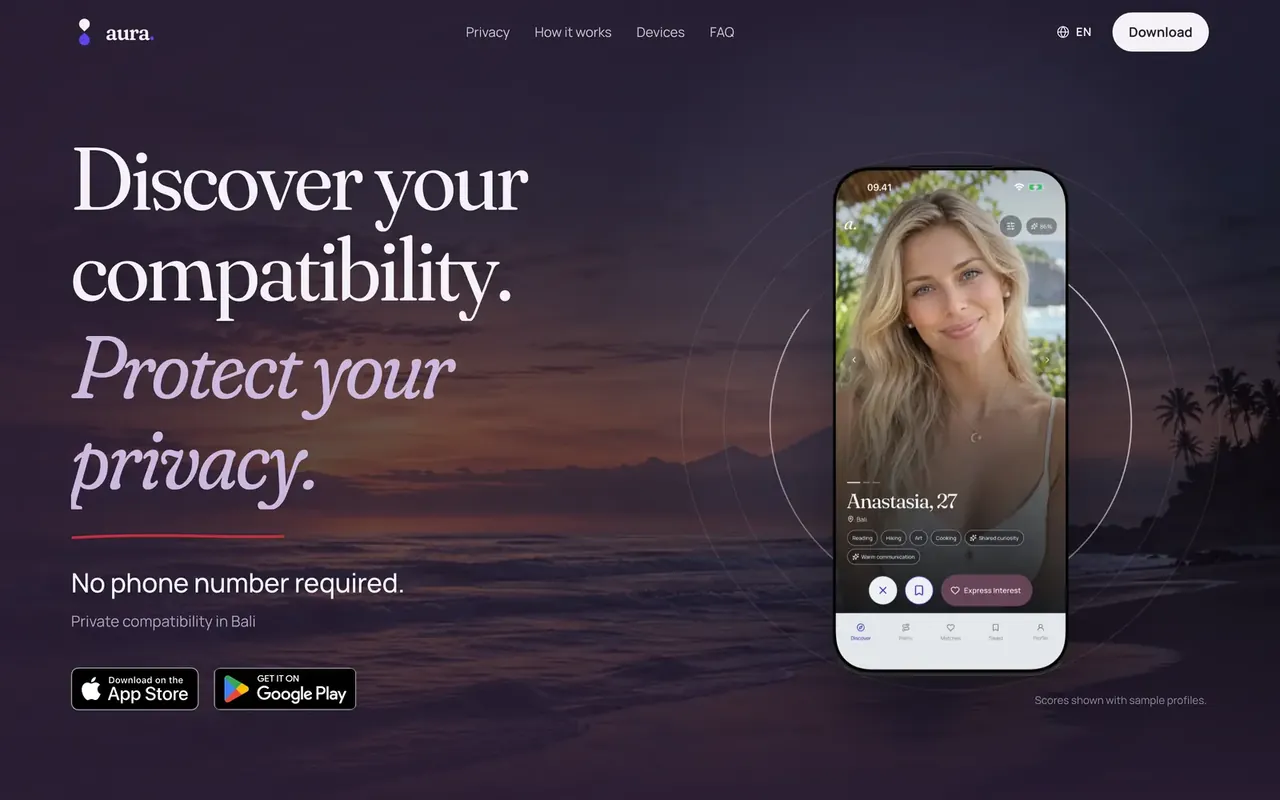 aura.
Privacy
How it works
Devices
FAQ
EN
Download
Discover your
compatibility.
Protect your
privacy.
No phone number required.
Private compatibility in Bali
Download on the
App Store
GET IT ON
Google Play
09.41
a.
86%
Anastasia, 27
Bali
Reading
Hiking
Art
Cooking
Shared curiosity
Warm communication
Express Interest
Discover
Matches
Profile
Scores shown with sample profiles.